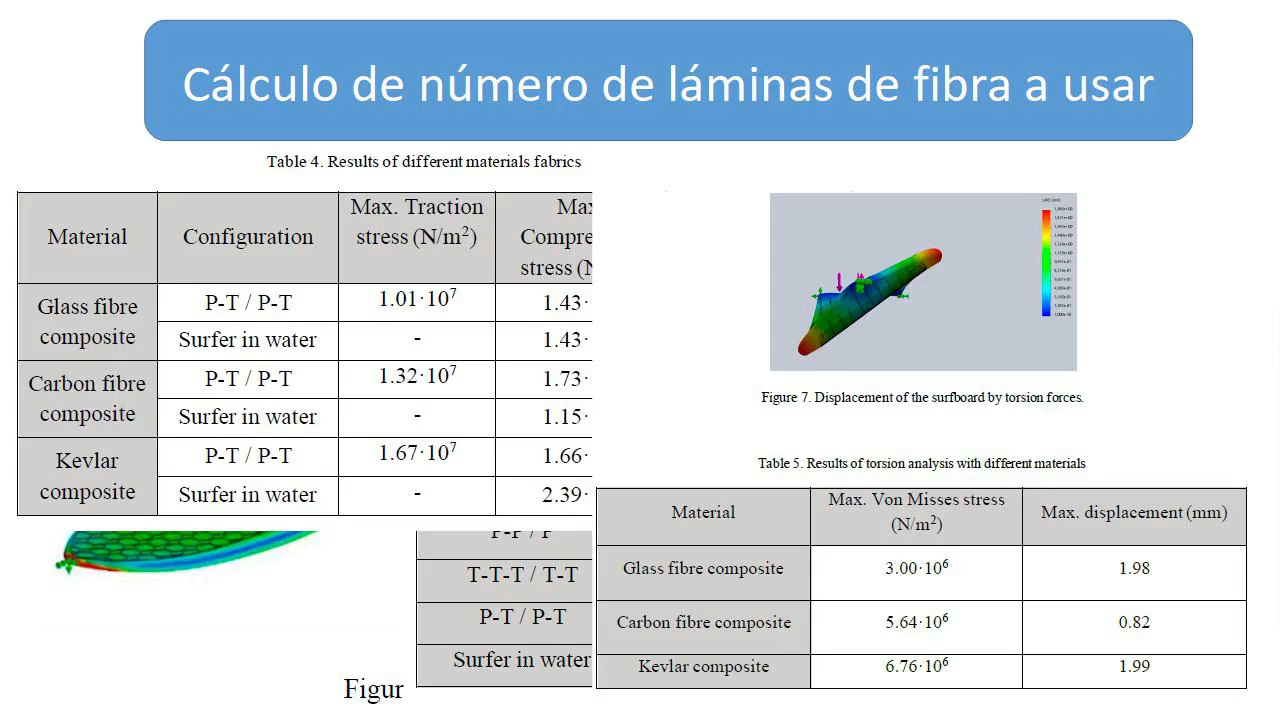 Cálculo de número de láminas de fibra a usar
Table 4. Results of different materials fabrics
Material
Configuration
Max. Traction
stress (N/m²)
Compre
stress (N
Glass fibre
composite
P-T / P-T
1.01·10⁷
1.43·
Surfer in water
-
1.43·
Carbon fibre
composite
P-T / P-T
1.32·10⁷
1.73·
Surfer in water
-
1.15·
Kevlar
composite
P-T / P-T
1.67·10⁷
1.66·
Surfer in water
-
2.39·
T-T-T / T-T
P-T / P-T
Surfer in water
Figur
Figure 7. Displacement of the surfboard by torsion forces.
Table 5. Results of torsion analysis with different materials
Material
Max. Von Misses stress
(N/m²)
Max. displacement (mm)
Glass fibre composite
3.00·10⁶
1.98
Carbon fibre composite
5.64·10⁶
0.82
Kevlar composite
6.76·10⁶
1.99